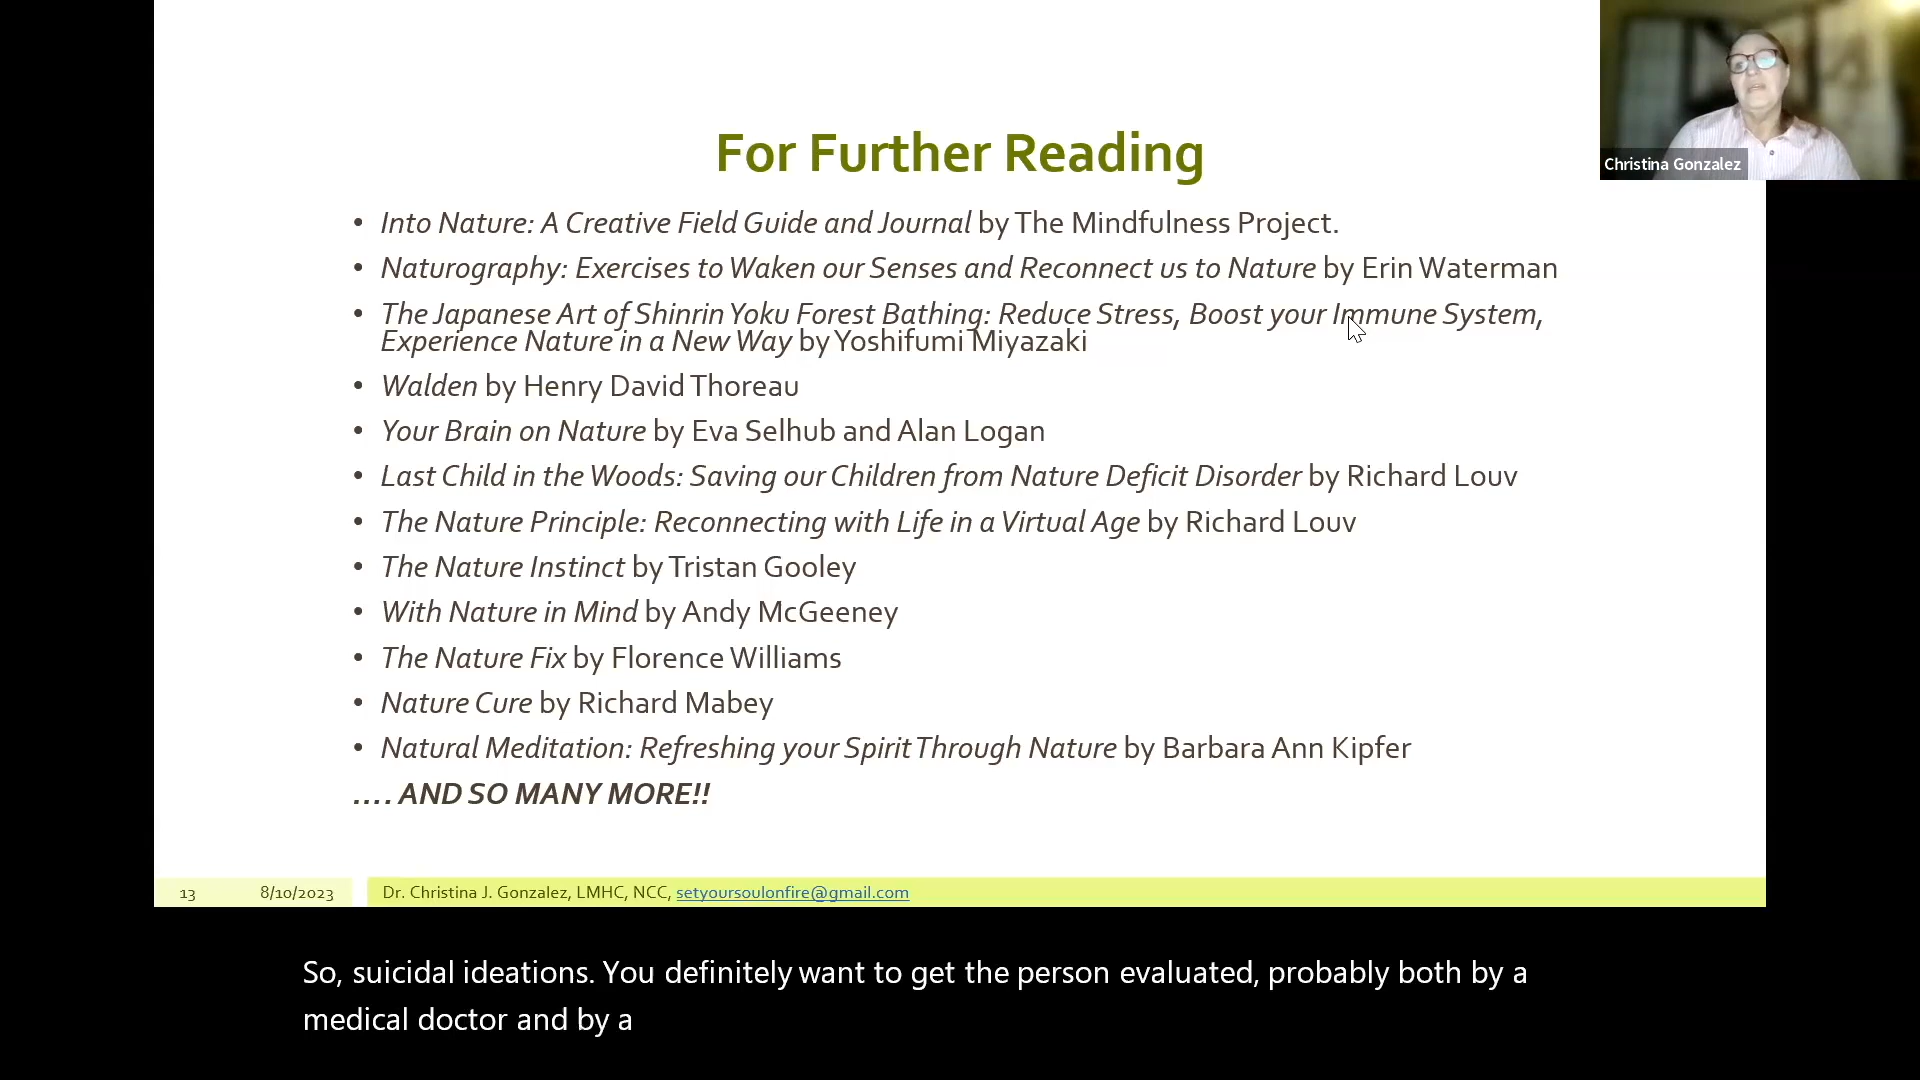 For Further Reading
Christina Gonzalez
• Into Nature: A Creative Field Guide and Journal by The Mindfulness Project.
• Naturography: Exercises to Waken our Senses and Reconnect us to Nature by Erin Waterman
• The Japanese Art of Shinrin Yoku Forest Bathing: Reduce Stress, Boost your Immune System,
Experience Nature in a New Way by Yoshifumi Miyazaki
• Walden by Henry David Thoreau
• Your Brain on Nature by Eva Selhub and Alan Logan
• Last Child in the Woods: Saving our Children from Nature Deficit Disorder by Richard Louv
• The Nature Principle: Reconnecting with Life in a Virtual Age by Richard Louv
• The Nature Instinct by Tristan Gooley
• With Nature in Mind by Andy McGeeney
• The Nature Fix by Florence Williams
• Nature Cure by Richard Mabey
• Natural Meditation: Refreshing your Spirit Through Nature by Barbara Ann Kipfer
.... AND SO MANY MORE!!
13 8/10/2023 Dr. Christina J. Gonzalez, LMHC, NCC, setyoursoulonfire@gmail.com
So, suicidal ideations. You definitely want to get the person evaluated, probably both by a
medical doctor and by a